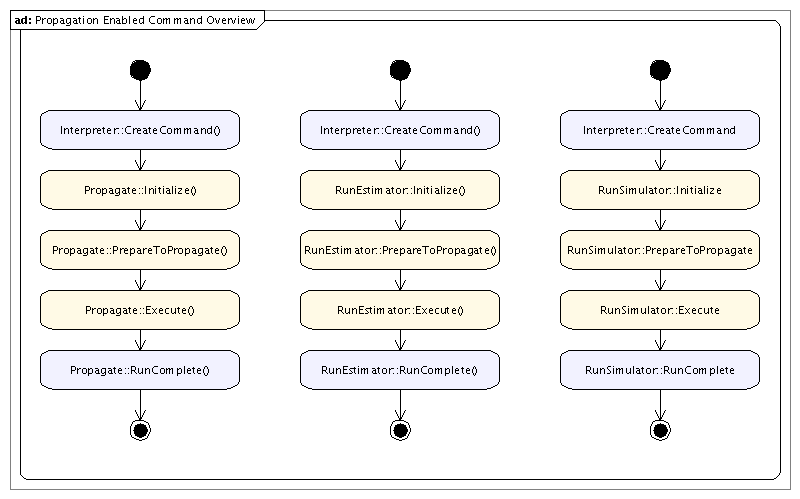 ad: Propagation Enabled Command Overview
Interpreter::CreateCommand()
Propagate::Initialize()
Propagate::PrepareToPropagate()
Propagate::Execute()
Propagate::RunComplete()
Interpreter::CreateCommand()
RunEstimator::Initialize()
RunEstimator::PrepareToPropagate()
RunEstimator::Execute()
RunEstimator::RunComplete()
Interpreter::CreateCommand
RunSimulator::Initialize
RunSimulator::PrepareToPropagate
RunSimulator::Execute
RunSimulator::RunComplete